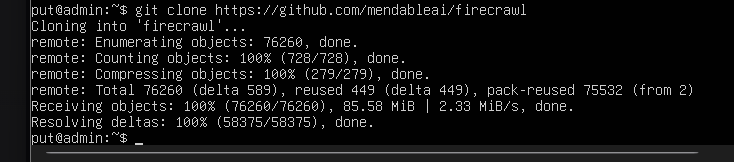 put@admin:~$ git clone https://github.com/mendableai/firecrawl
Cloning into 'firecrawl'...
remote: Enumerating objects: 76260, done.
remote: Counting objects: 100% (728/728), done.
remote: Compressing objects: 100% (279/279), done.
remote: Total 76260 (delta 589), reused 449 (delta 449), pack-reused 75532 (from 2)
Receiving objects: 100% (76260/76260), 85.58 MiB | 2.33 MiB/s, done.
Resolving deltas: 100% (58375/58375), done.
put@admin:~$ _